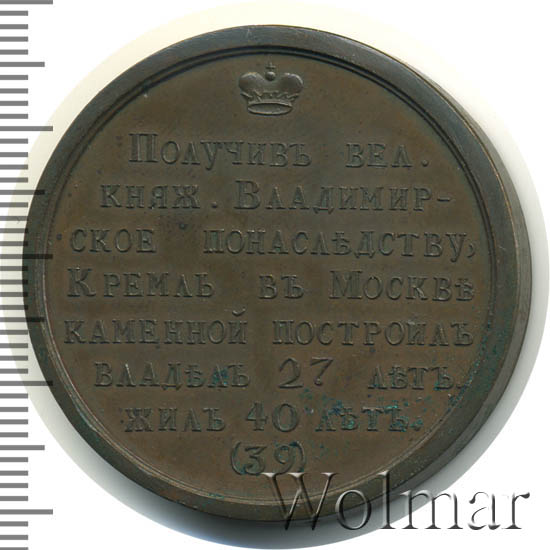 Получивъ вел.
княж. Владимир-
ское понаслѣдству,
Кремль въ Москвѣ
каменной построилъ
владѣлъ 27 лѣтъ.
жилъ 40 лѣтъ.
(39)
Wolmar